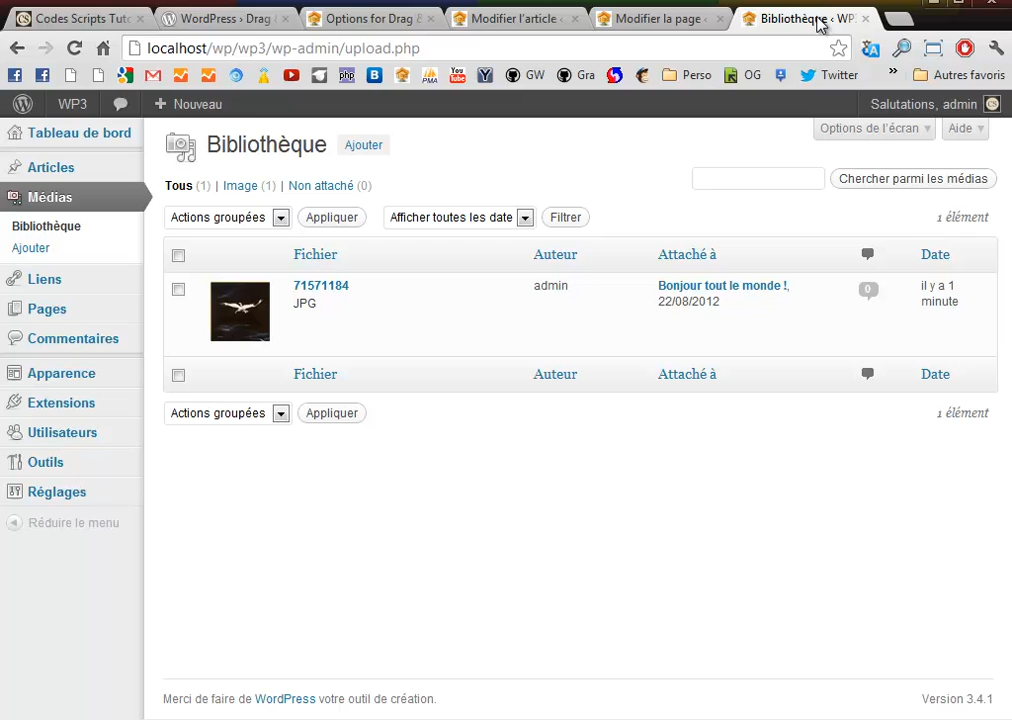 Codes Scripts Tuto
WordPress › Drag
Options for Drag &
Modifier l'article ‹
Modifier la page ‹
Bibliothèque ‹ WP
localhost/wp/wp3/wp-admin/upload.php
GW
Gra
Perso
OG
Twitter
»
Autres favoris
WP3
+ Nouveau
Salutations, admin
Tableau de bord
Articles
Médias
Bibliothèque
Ajouter
Liens
Pages
Commentaires
Apparence
Extensions
Utilisateurs
Outils
Réglages
Réduire le menu
Options de l'écran
Aide
Bibliothèque Ajouter
Tous (1) | Image (1) | Non attaché (0)
Chercher parmi les médias
Actions groupées Appliquer Afficher toutes les date Filtrer 1 élément
Fichier Auteur Attaché à Date
71571184 admin Bonjour tout le monde !, 0 il y a 1
JPG 22/08/2012 minute
Fichier Auteur Attaché à Date
Actions groupées Appliquer 1 élément
Merci de faire de WordPress votre outil de création. Version 3.4.1